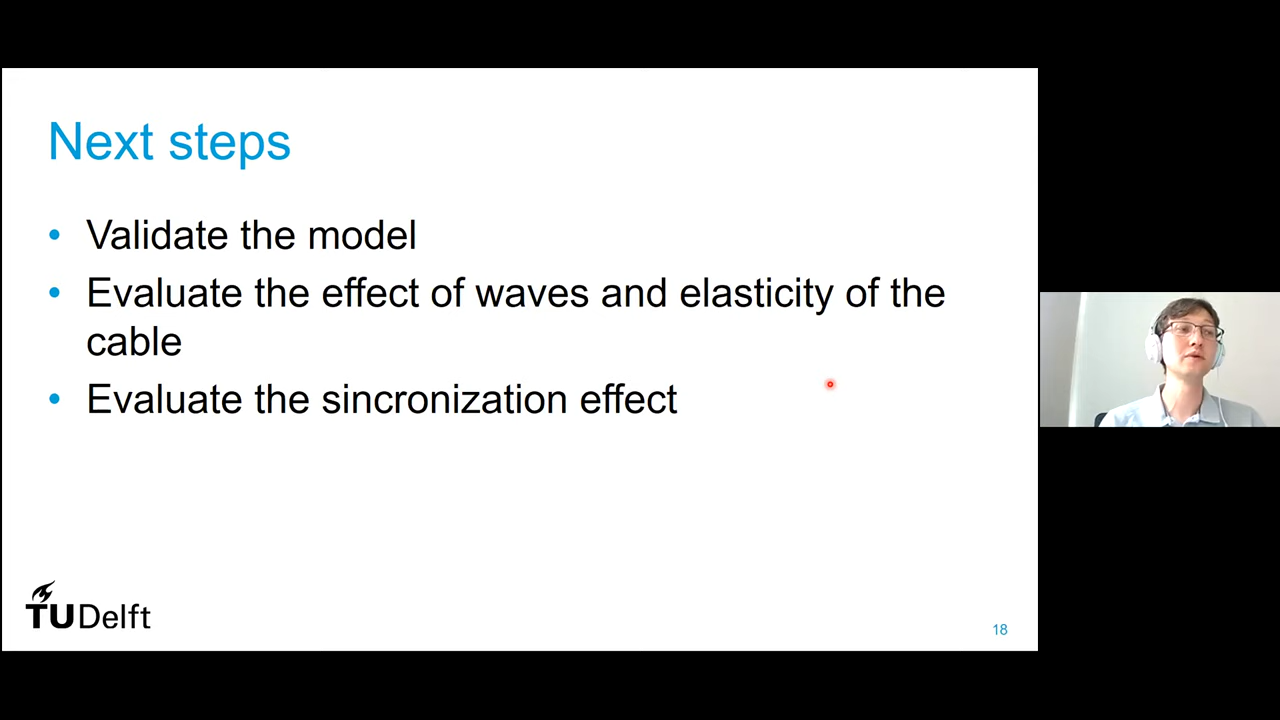 Next steps
• Validate the model
• Evaluate the effect of waves and elasticity of the
cable
• Evaluate the sincronization effect
TUDelft
18